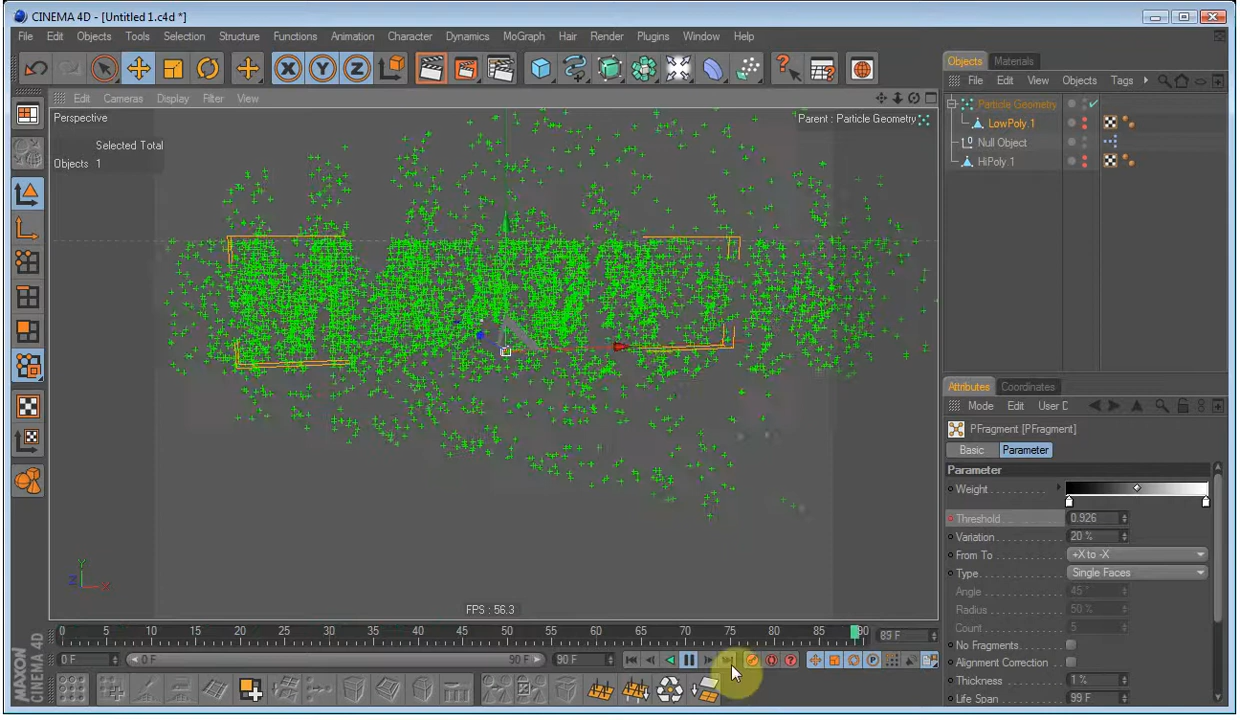 CINEMA 4D - [Untitled 1.c4d *]
File Edit Objects Tools Selection Structure Functions Animation Character Dynamics MoGraph Hair Render Plugins Window Help
X Y Z
Objects Materials
File Edit View Objects Tags
Edit Cameras Display Filter View
Perspective
Parent : Particle Geometry
Selected Total
Objects 1
Particle Geometry
LowPoly.1
Null Object
HiPoly.1
Attributes Coordinates
Mode Edit User D
PFragment [PFragment]
Basic Parameter
Parameter
Weight
Threshold 0.926
Variation 20 %
From To +X to -X
Type Single Faces
Angle 45 °
Radius 50 %
Count 5
No Fragments
Alignment Correction
Thickness 1 %
Life Span 99 F
Y
Z X
FPS : 56.3
0 5 10 15 20 25 30 35 40 45 50 55 60 65 70 75 80 85 90
89 F
0 F 0 F 90 F 90 F
MAXON
CINEMA 4D